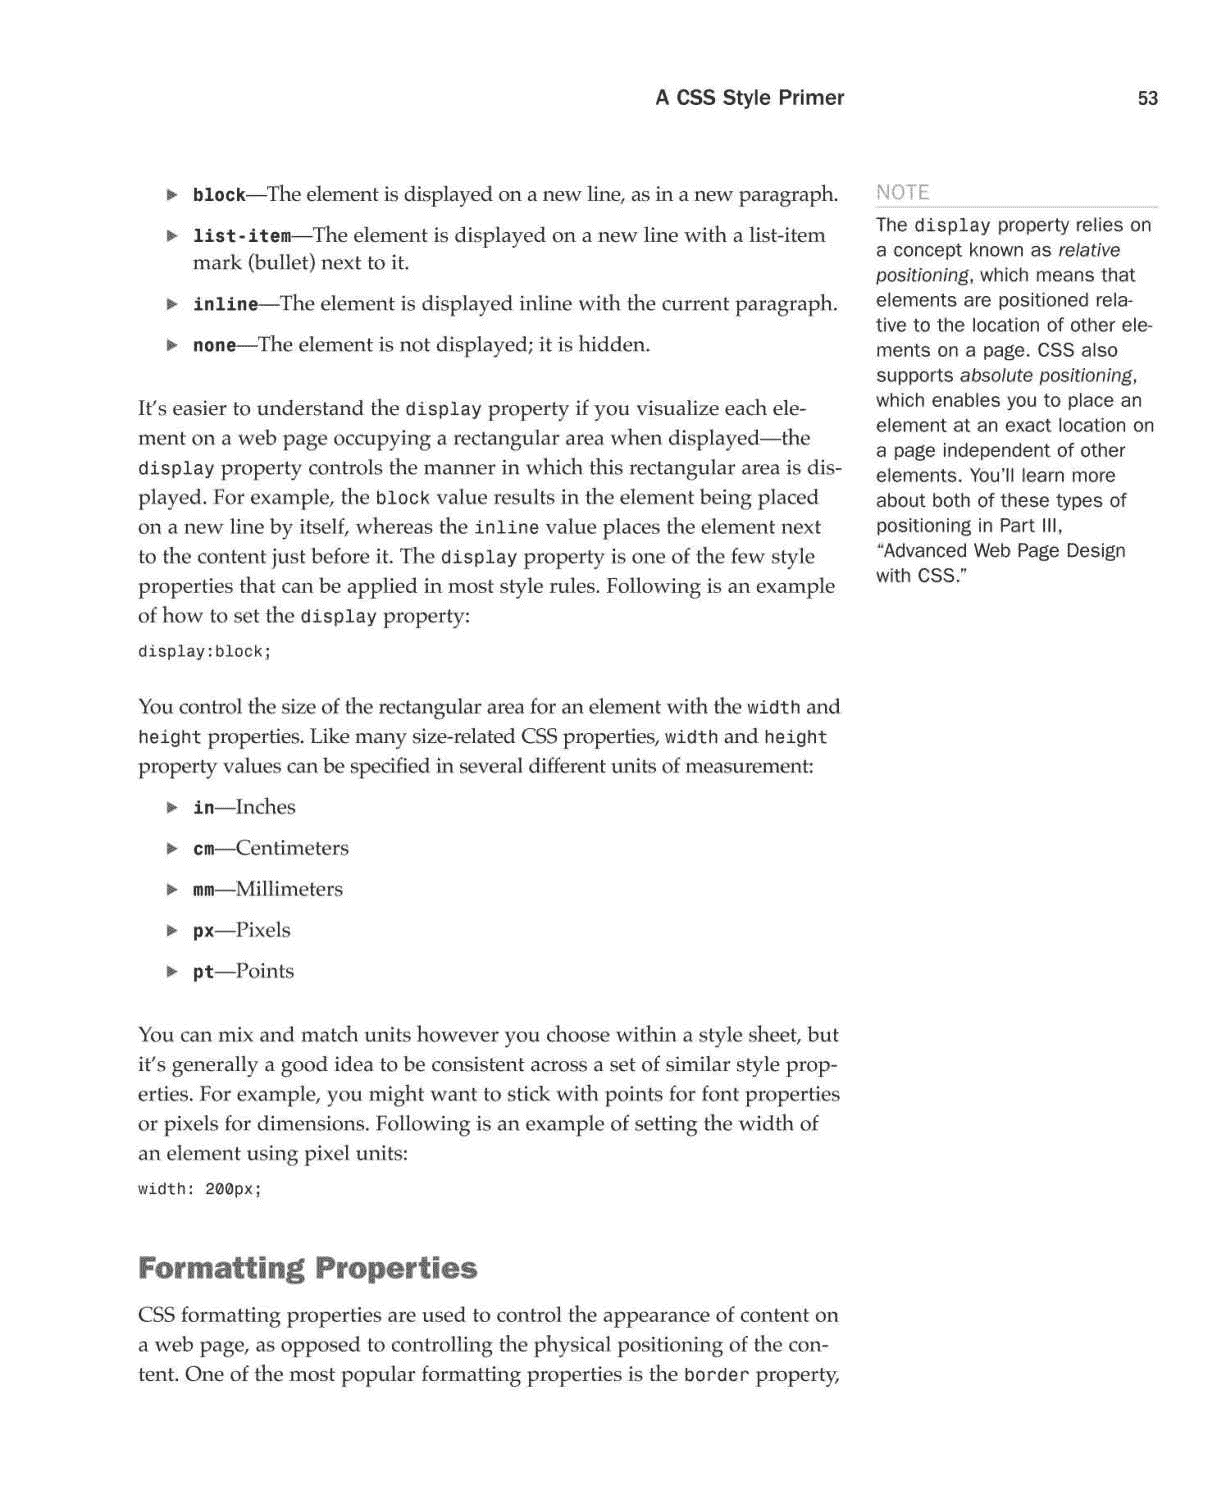 A CSS Style Primer 53
▶ block—The element is displayed on a new line, as in a new paragraph.
▶ list-item—The element is displayed on a new line with a list-item
mark (bullet) next to it.
▶ inline—The element is displayed inline with the current paragraph.
▶ none—The element is not displayed; it is hidden.
It's easier to understand the display property if you visualize each ele-
ment on a web page occupying a rectangular area when displayed—the
display property controls the manner in which this rectangular area is dis-
played. For example, the block value results in the element being placed
on a new line by itself, whereas the inline value places the element next
to the content just before it. The display property is one of the few style
properties that can be applied in most style rules. Following is an example
of how to set the display property:
display:block;
You control the size of the rectangular area for an element with the width and
height properties. Like many size-related CSS properties, width and height
property values can be specified in several different units of measurement:
▶ in—Inches
▶ cm—Centimeters
▶ mm—Millimeters
▶ px—Pixels
▶ pt—Points
You can mix and match units however you choose within a style sheet, but
it's generally a good idea to be consistent across a set of similar style prop-
erties. For example, you might want to stick with points for font properties
or pixels for dimensions. Following is an example of setting the width of
an element using pixel units:
width: 200px;
Formatting Properties
CSS formatting properties are used to control the appearance of content on
a web page, as opposed to controlling the physical positioning of the con-
tent. One of the most popular formatting properties is the border property,
NOTE
The display property relies on
a concept known as relative
positioning, which means that
elements are positioned rela-
tive to the location of other ele-
ments on a page. CSS also
supports absolute positioning,
which enables you to place an
element at an exact location on
a page independent of other
elements. You'll learn more
about both of these types of
positioning in Part III,
“Advanced Web Page Design
with CSS.”